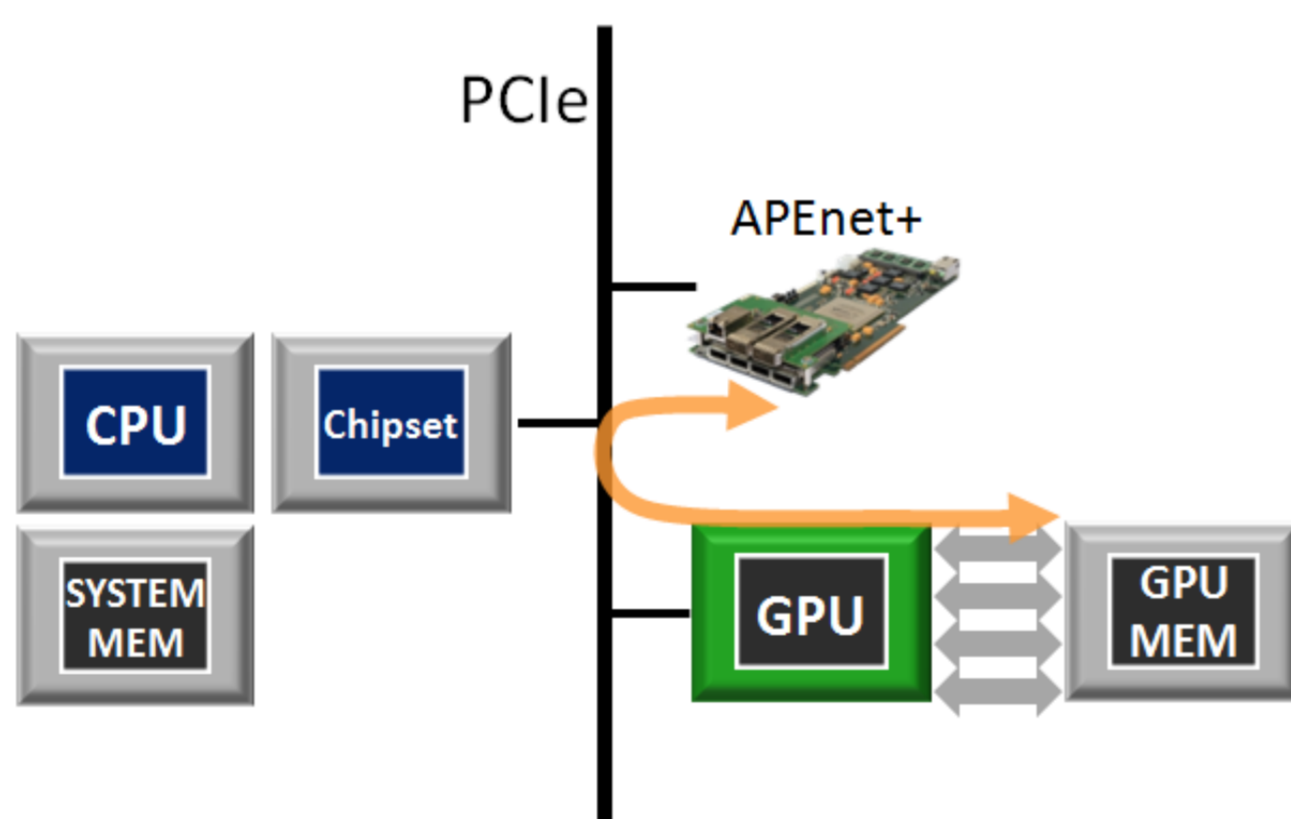 PCIe
APEnet+
CPU
Chipset
SYSTEM
MEM
GPU
GPU
MEM